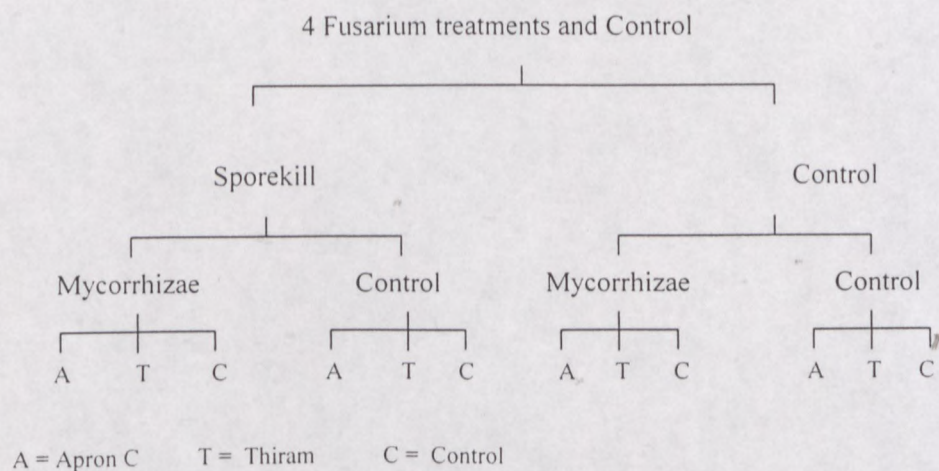 4 Fusarium treatments and Control
Sporekill Control
Mycorrhizae Control Mycorrhizae Control
A T C A T C A T C A T C
A = Apron C T = Thiram C = Control